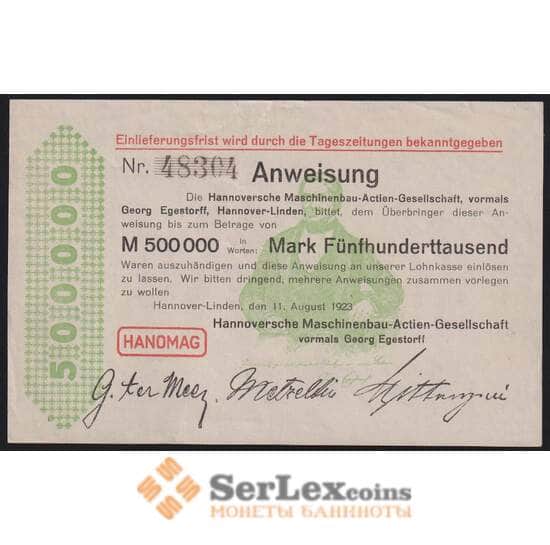 Einlieferungsfrist wird durch die Tageszeitungen bekanntgegeben
Nr. 48304 Anweisung
Die Hannoversche Maschinenbau-Actien-Gesellschaft, vormals
Georg Egestorff, Hannover-Linden, bittet, dem Überbringer dieser An-
weisung bis zum Betrage von
M 500 000 in Worten: Mark Fünfhunderttausend
Waren auszuhändigen und diese Anweisung an unserer Lohnkasse einlösen
zu lassen. Wir bitten dringend, mehrere Anweisungen zusammen vorlegen
zu wollen
Hannover-Linden, den 11. August 1923
Hannoversche Maschinenbau-Actien-Gesellschaft
vormals Georg Egestorff
HANOMAG
500000
G. ter Meer
SerLexcoins
МОНЕТЫ БАНКНОТЫ